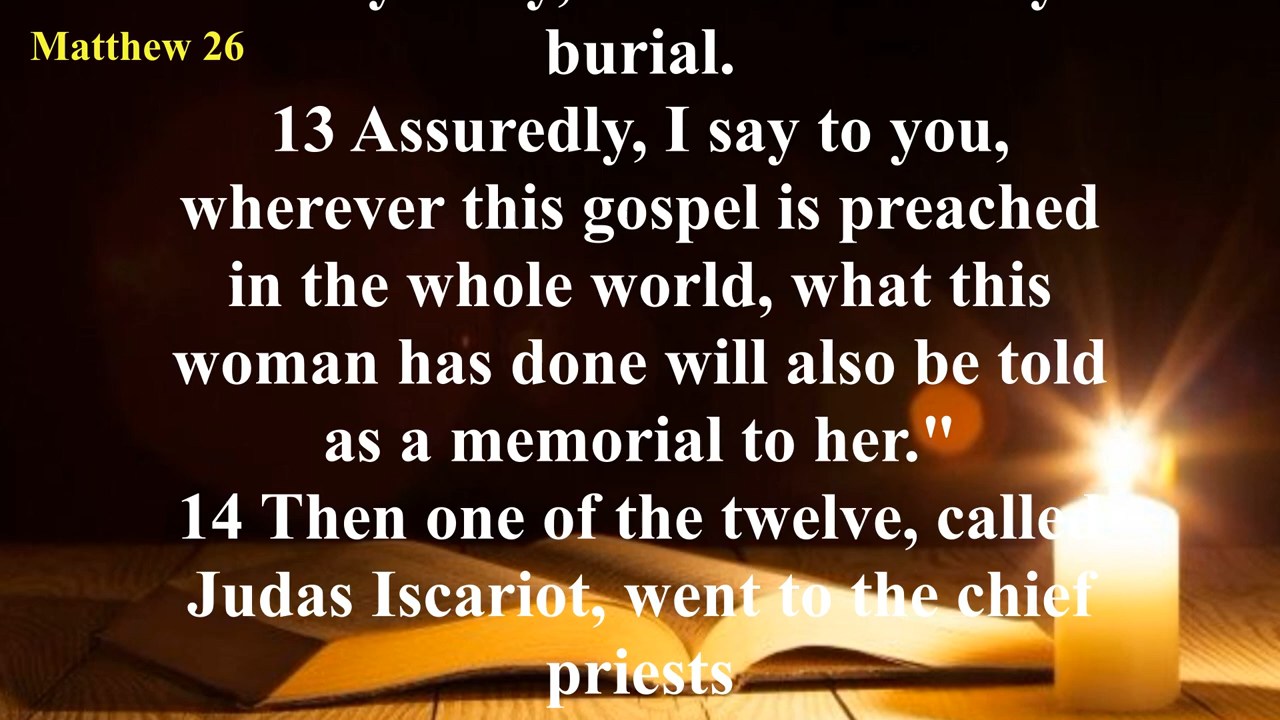 Matthew 26
burial.
13 Assuredly, I say to you,
wherever this gospel is preached
in the whole world, what this
woman has done will also be told
as a memorial to her."
14 Then one of the twelve, called
Judas Iscariot, went to the chief
priests